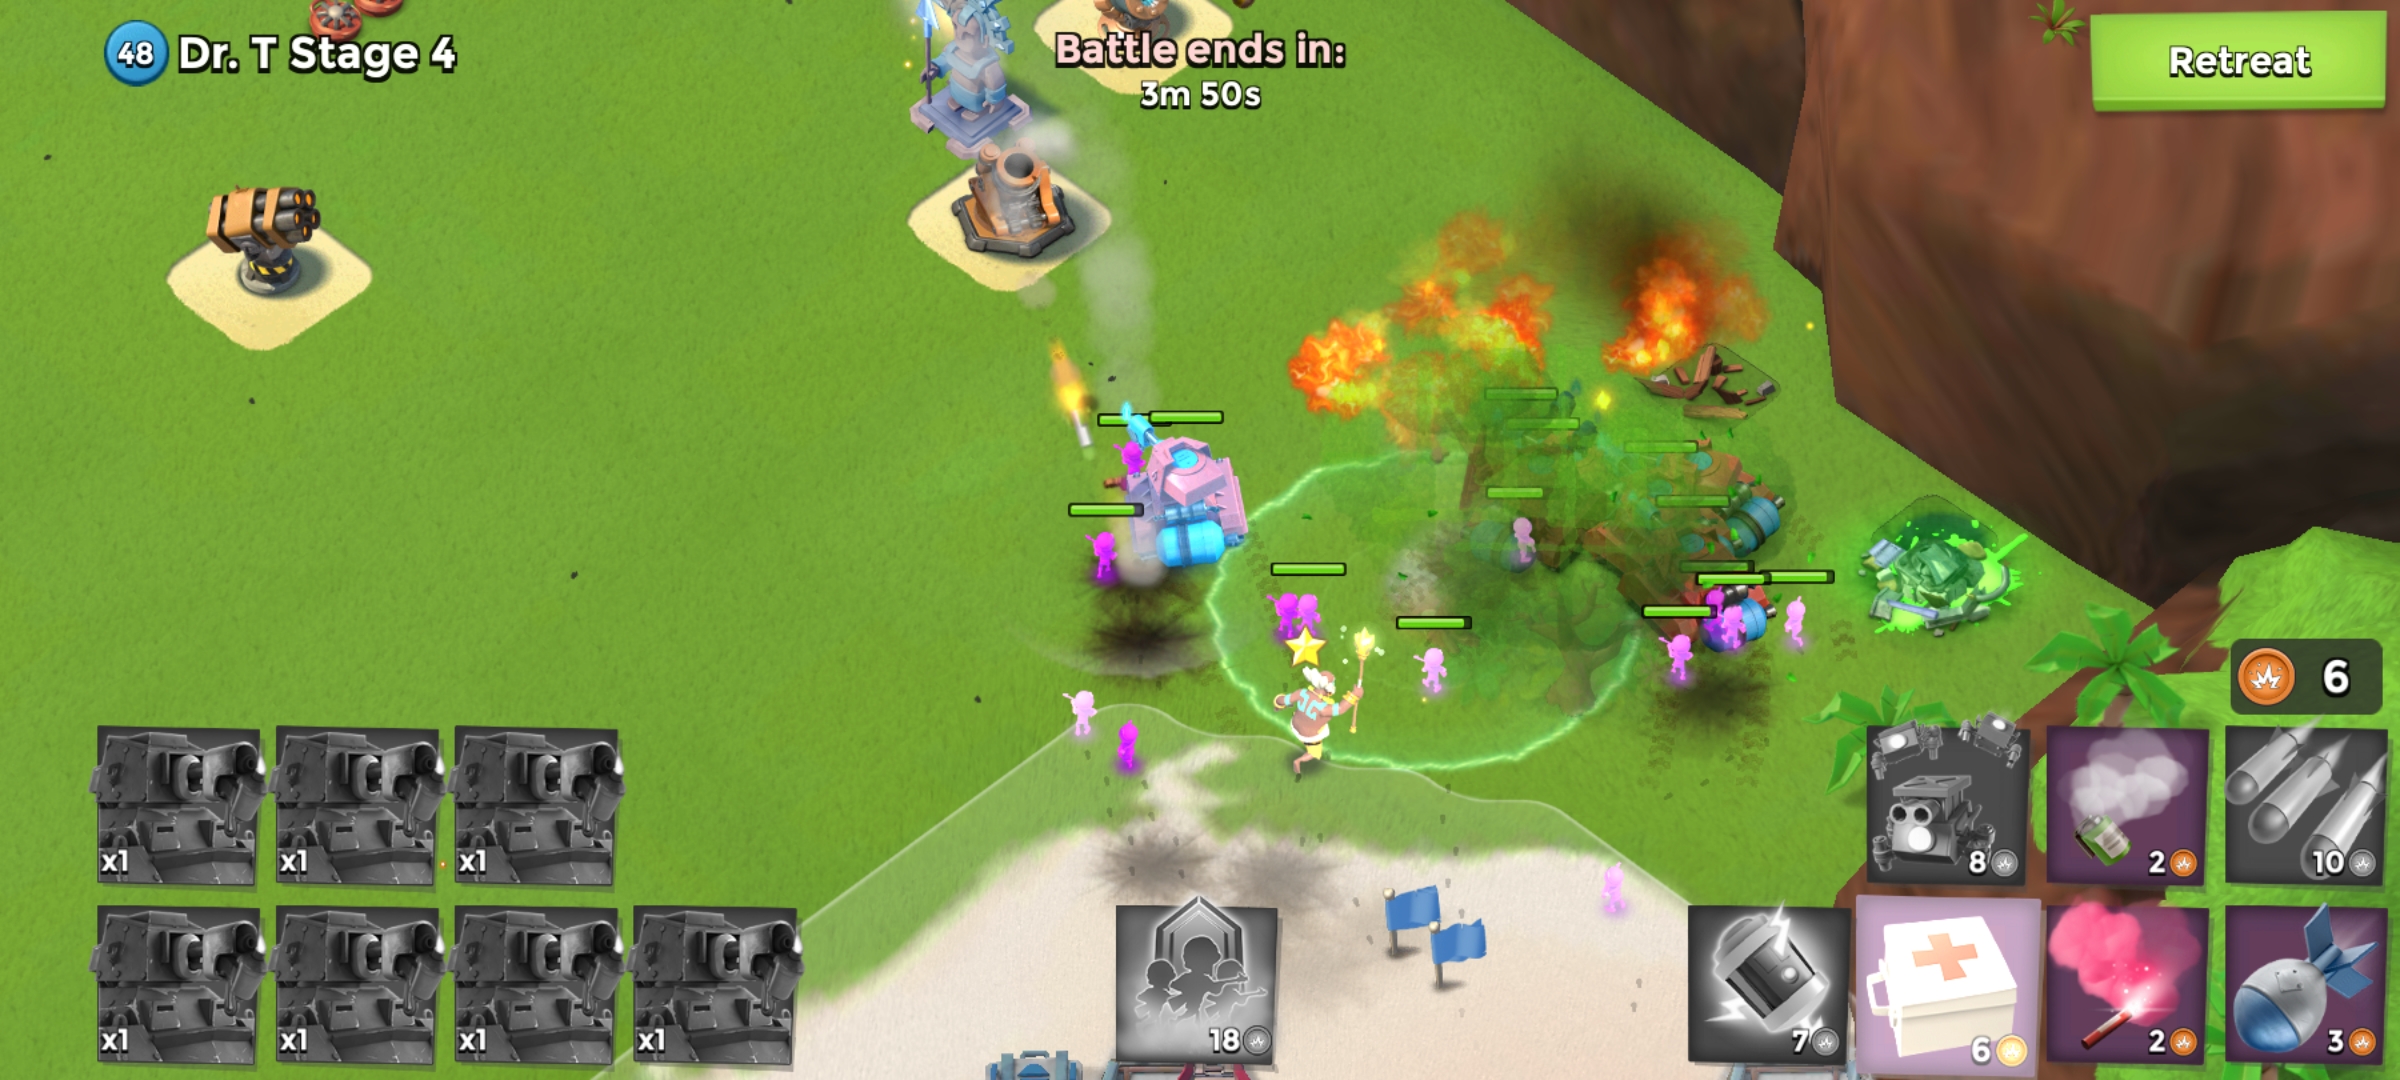 48 Dr. T Stage 4
Battle ends in:
3m 50s
Retreat
6
x1 x1 x1
8 2 10
x1 x1 x1 x1
18
7 6 2 3